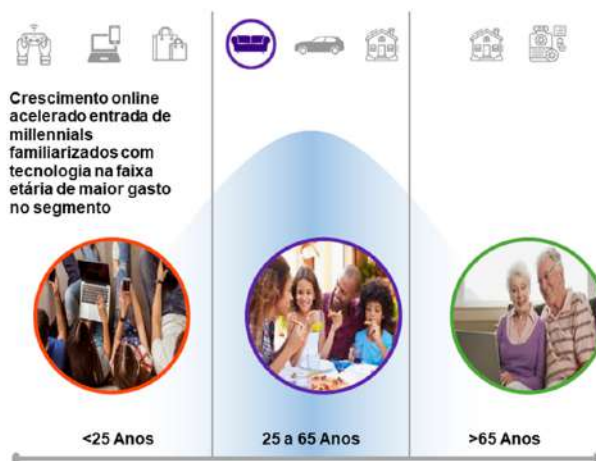 Crescimento online
acelerado entrada de
millennials
familiarizados com
tecnologia na faixa
etária de maior gasto
no segmento
<25 Anos
25 a 65 Anos
>65 Anos